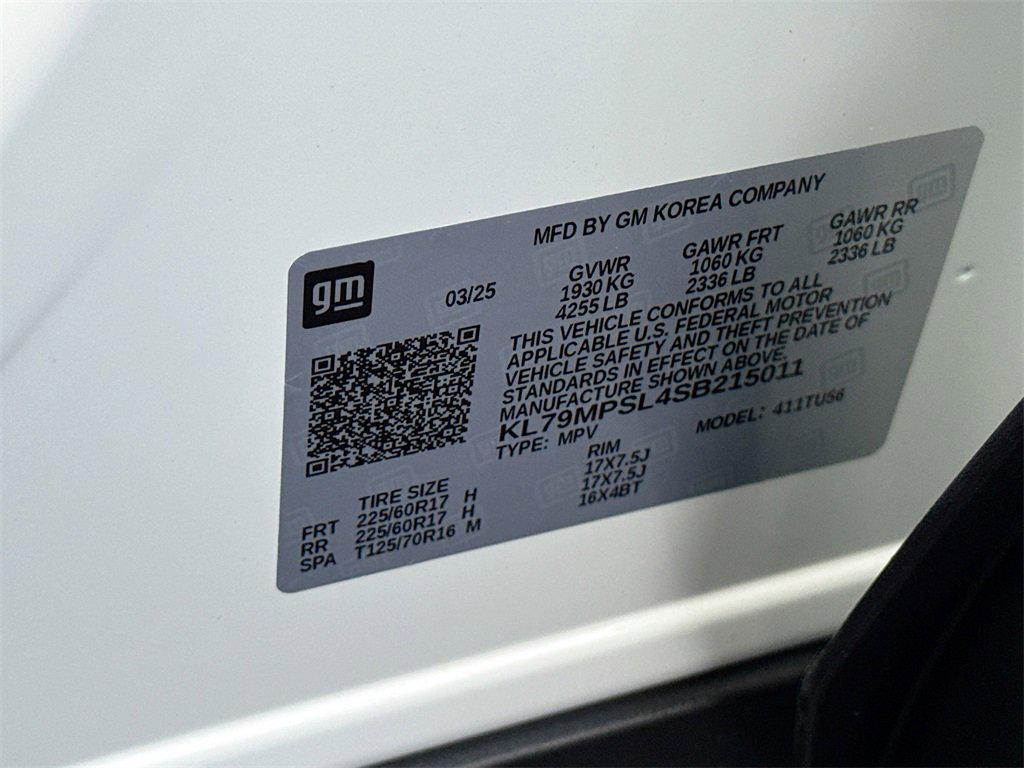 MFD BY GM KOREA COMPANY
gm
03/25
GVWR
1930 KG
4255 LB
GAWR FRT
1060 KG
2336 LB
GAWR RR
1060 KG
2336 LB
THIS VEHICLE CONFORMS TO ALL
APPLICABLE U.S. FEDERAL MOTOR
VEHICLE SAFETY AND THEFT PREVENTION
STANDARDS IN EFFECT ON THE DATE OF
MANUFACTURE SHOWN ABOVE.
KL79MPSL4SB215011
TYPE: MPV
MODEL: 411TU56
TIRE SIZE
RIM
FRT 225/60R17 H 17X7.5J
RR 225/60R17 H 17X7.5J
SPA T125/70R16 M 16X4BT